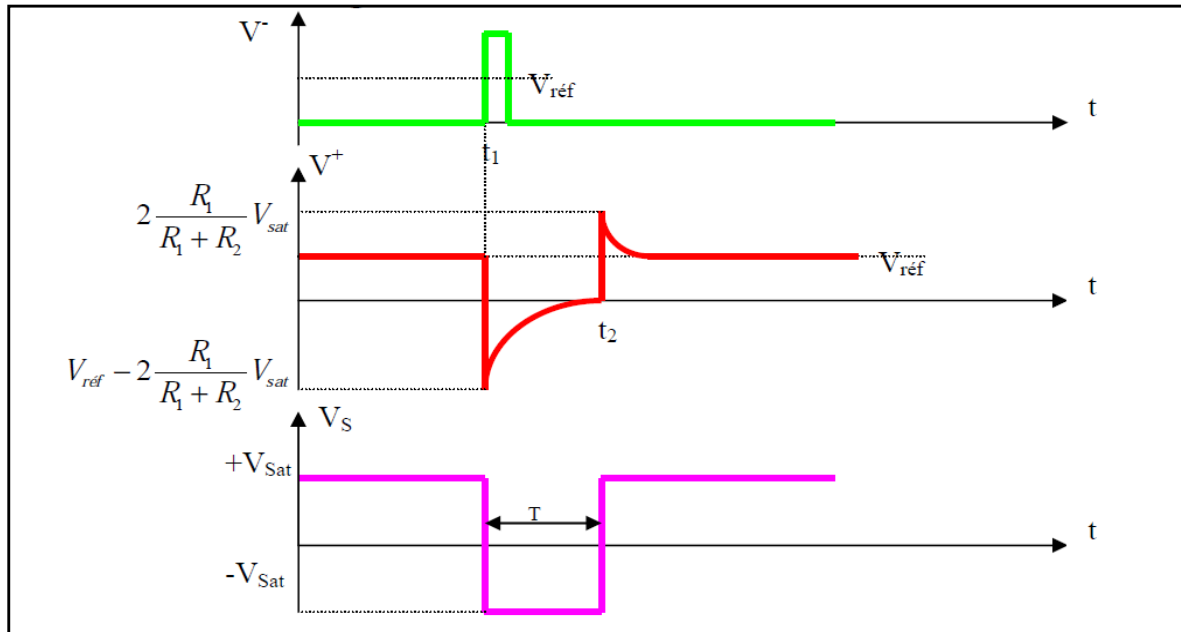 V⁻
V_réf
t
t₁
V⁺
2 R₁/(R₁ + R₂) V_sat
V_réf
t
t₂
V_réf − 2 R₁/(R₁ + R₂) V_sat
V_S
+V_Sat
T
t
-V_Sat